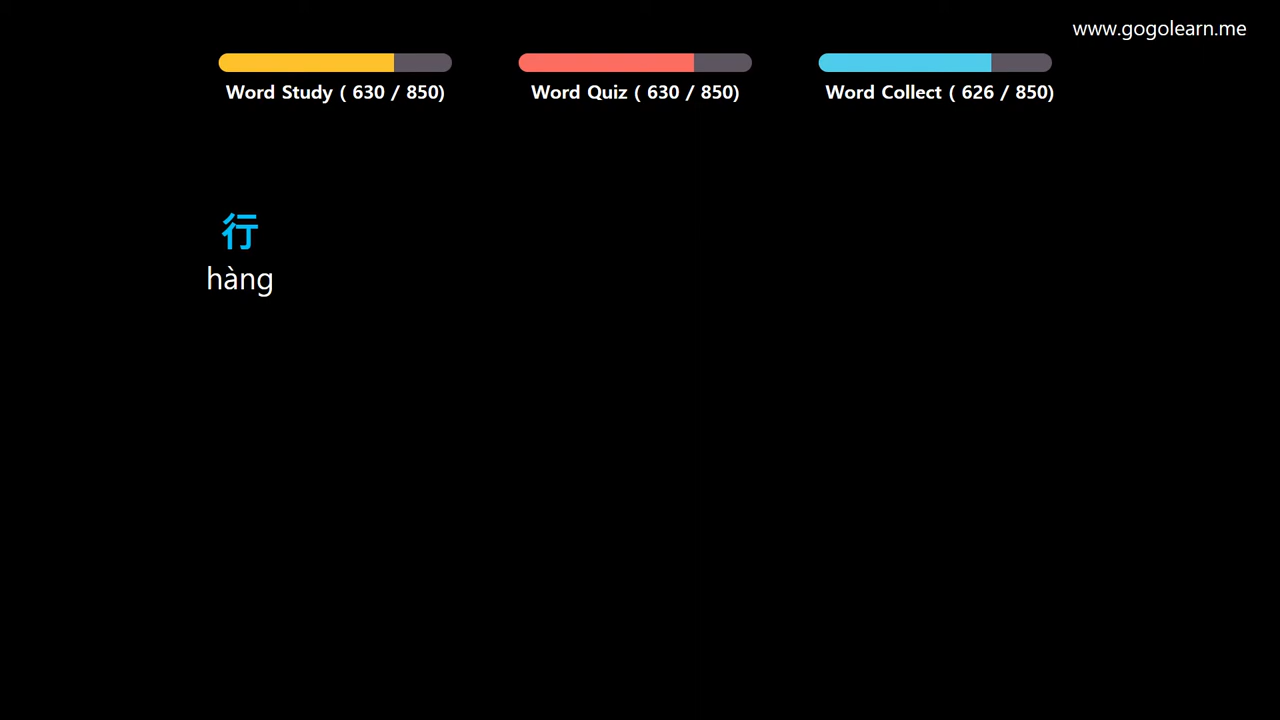 www.gogolearn.me
Word Study ( 630 / 850)
Word Quiz ( 630 / 850)
Word Collect ( 626 / 850)
行
hàng